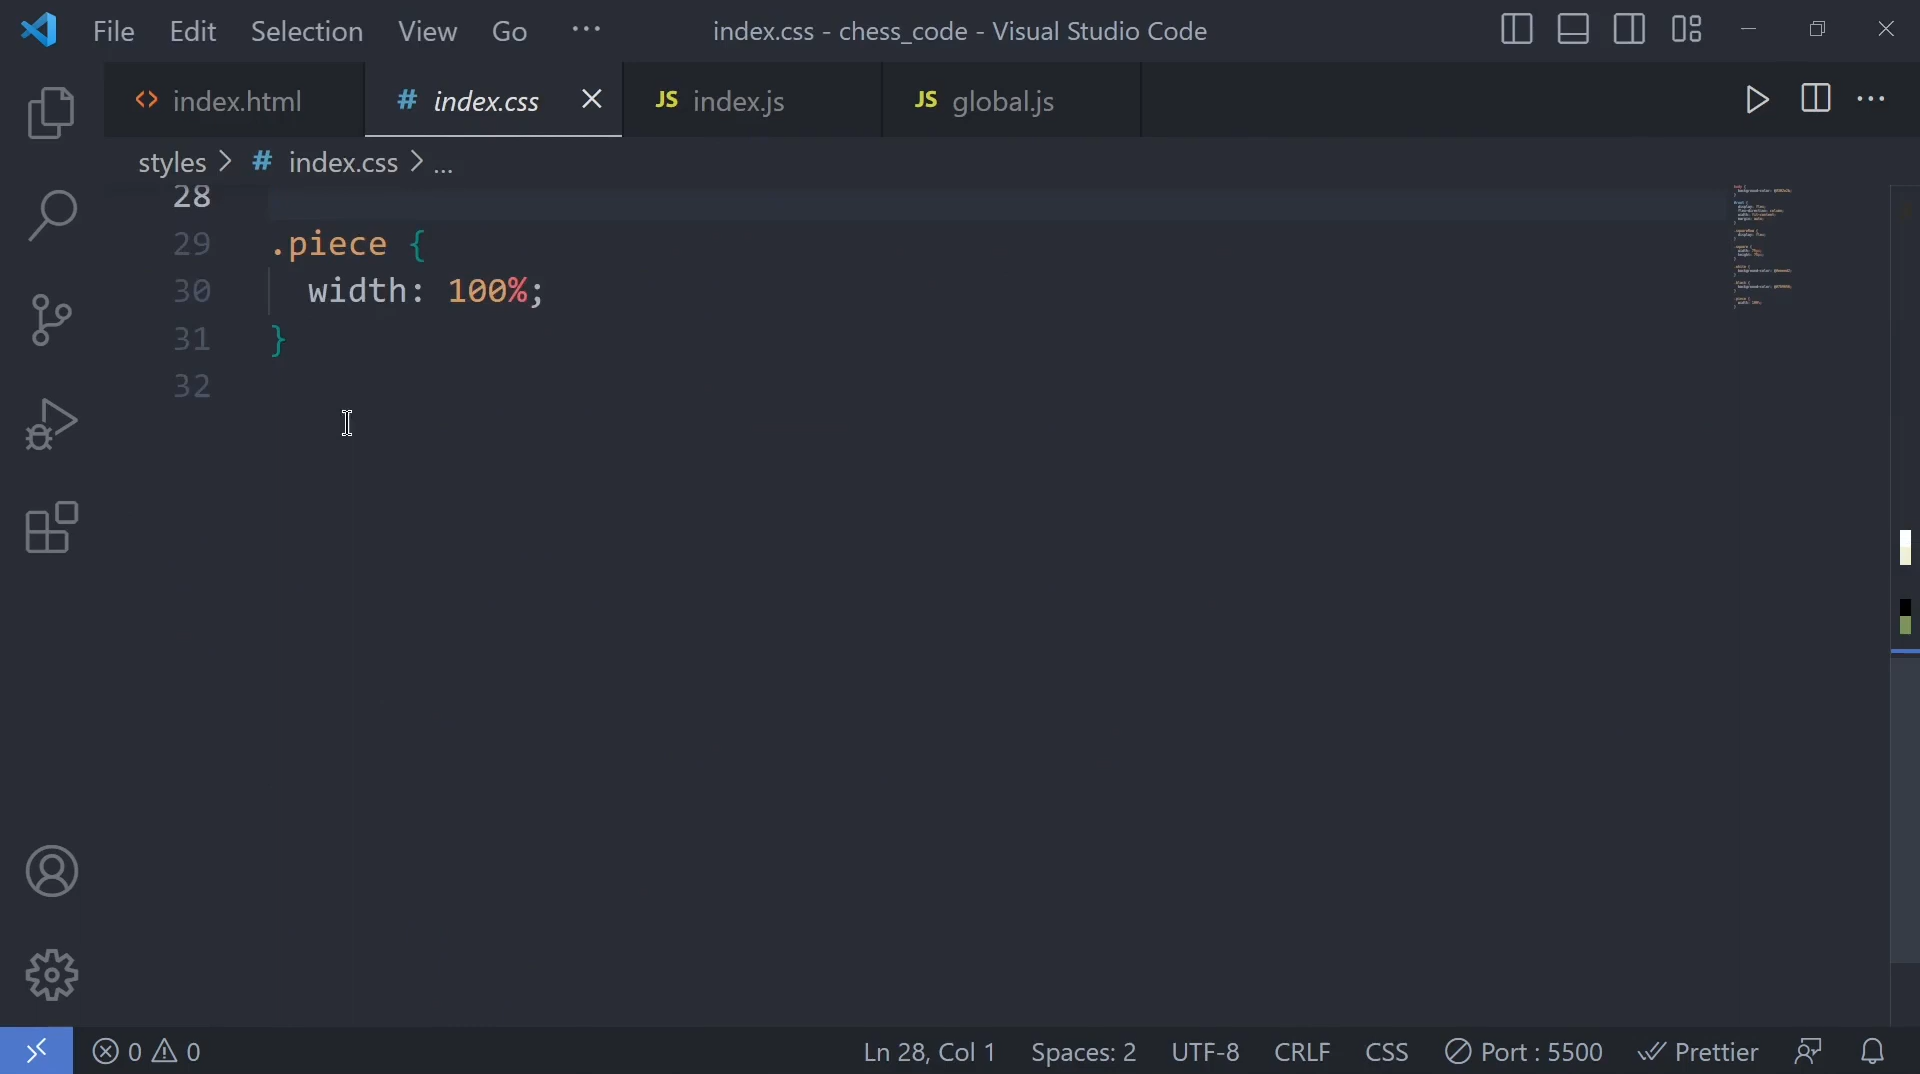 File Edit Selection View Go ... index.css - chess_code - Visual Studio Code
<> index.html # index.css JS index.js JS global.js
styles > # index.css > ...
28
29 .piece {
30 width: 100%;
31 }
32
0 0 Ln 28, Col 1 Spaces: 2 UTF-8 CRLF CSS Port : 5500 Prettier